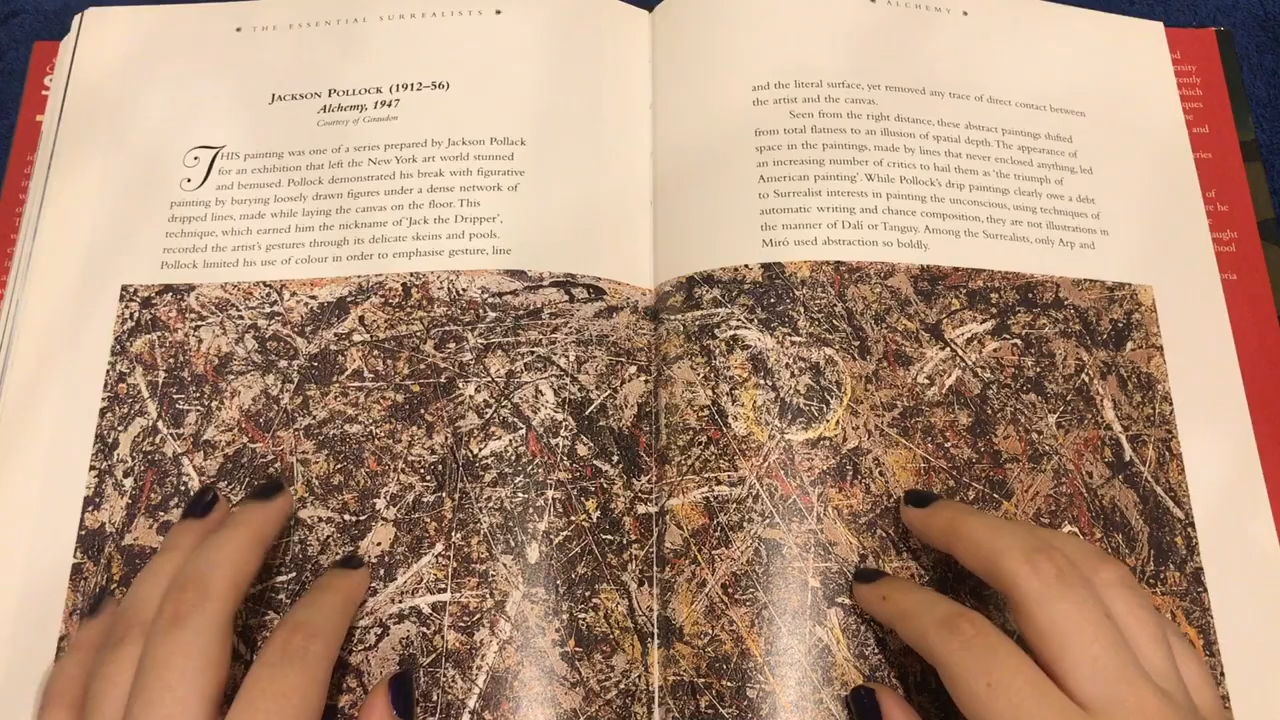 THE ESSENTIAL SURREALISTS
JACKSON POLLOCK (1912–56)
Alchemy, 1947
Courtesy of Giraudon
THIS painting was one of a series prepared by Jackson Pollack
for an exhibition that left the New York art world stunned
and bemused. Pollock demonstrated his break with figurative
painting by burying loosely drawn figures under a dense network of
dripped lines, made while laying the canvas on the floor. This
technique, which earned him the nickname of 'Jack the Dripper',
recorded the artist's gestures through its delicate skeins and pools.
Pollock limited his use of colour in order to emphasise gesture, line
ALCHEMY
and the literal surface, yet removed any trace of direct contact between
the artist and the canvas.
Seen from the right distance, these abstract paintings shifted
from total flatness to an illusion of spatial depth. The appearance of
space in the paintings, made by lines that never enclosed anything, led
an increasing number of critics to hail them as 'the triumph of
American painting'. While Pollock's drip paintings clearly owe a debt
to Surrealist interests in painting the unconscious, using techniques of
automatic writing and chance composition, they are not illustrations in
the manner of Dalí or Tanguy. Among the Surrealists, only Arp and
Miró used abstraction so boldly.